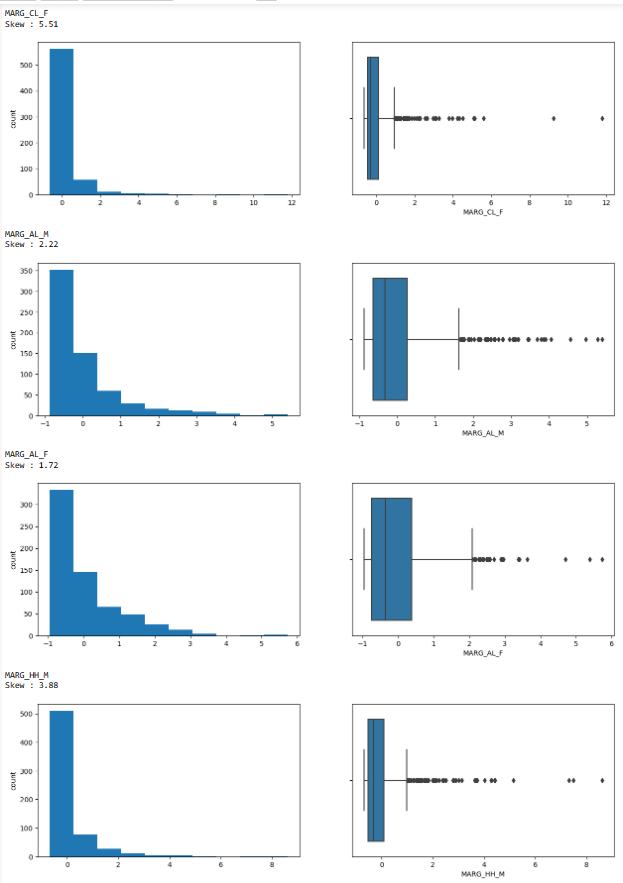 MARG_CL_F
Skew : 5.51
count
500
400
300
200
100
0
0 2 4 6 8 10 12
0 2 4 6 8 10 12
MARG_CL_F
MARG_AL_M
Skew : 2.22
count
350
300
250
200
150
100
50
0
−1 0 1 2 3 4 5
−1 0 1 2 3 4 5
MARG_AL_M
MARG_AL_F
Skew : 1.72
count
300
250
200
150
100
50
0
−1 0 1 2 3 4 5 6
−1 0 1 2 3 4 5 6
MARG_AL_F
MARG_HH_M
Skew : 3.88
count
500
400
300
200
100
0
0 2 4 6 8
0 2 4 6 8
MARG_HH_M